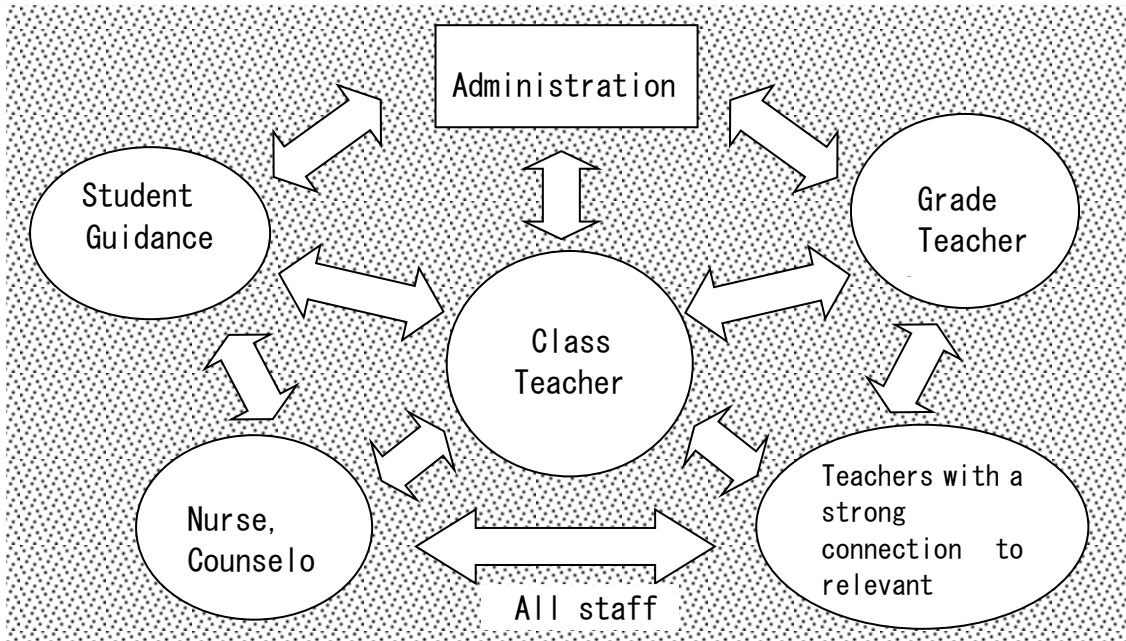 Administration
Student
Guidance
Grade
Teacher
Class
Teacher
Nurse,
Counselo
Teachers with a
strong
connection to
relevant
All staff